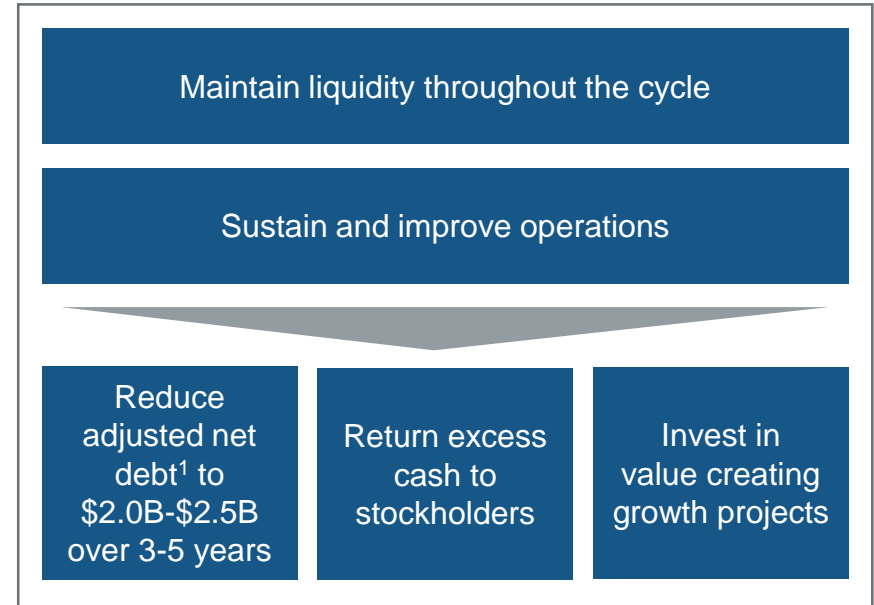 Maintain liquidity throughout the cycle
Sustain and improve operations
Reduce
adjusted net
debt¹ to
$2.0B-$2.5B
over 3-5 years
Return excess
cash to
stockholders
Invest in
value creating
growth projects